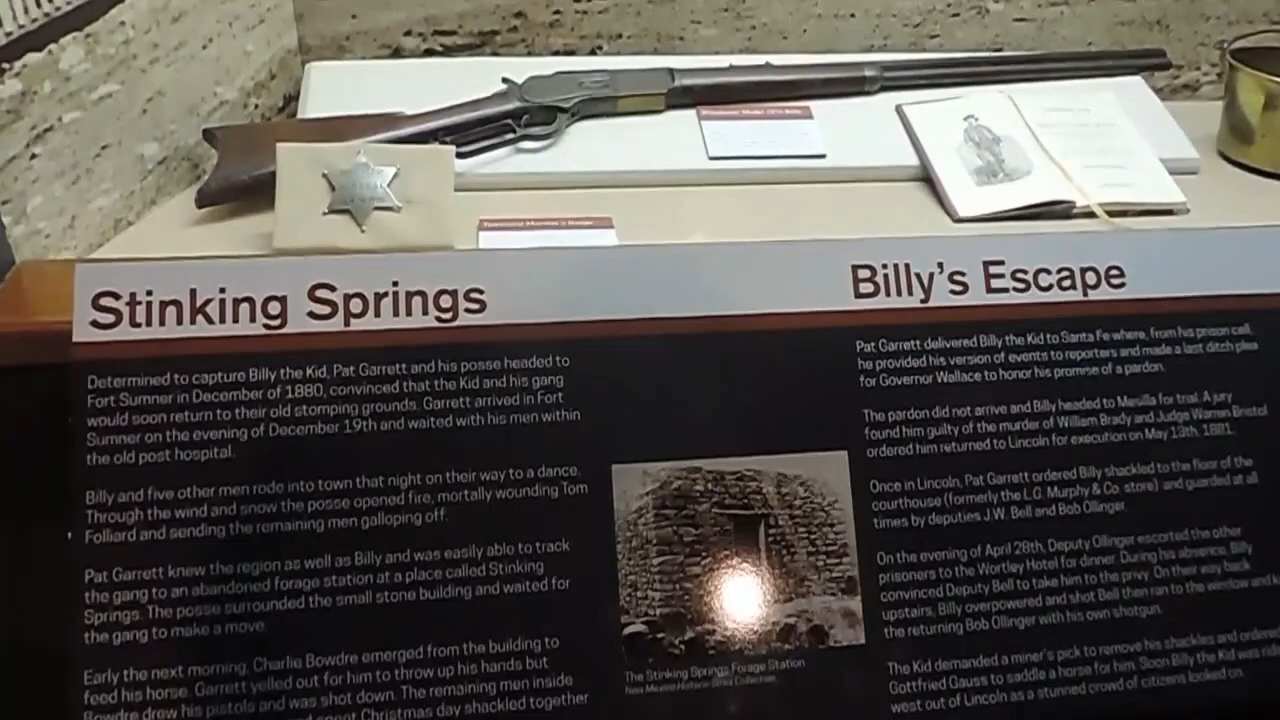 Stinking Springs
Determined to capture Billy the Kid, Pat Garrett and his posse headed to
Fort Sumner in December of 1880, convinced that the Kid and his gang
would soon return to their old stomping grounds. Garrett arrived in Fort
Sumner on the evening of December 19th and waited with his men within
the old post hospital.
Billy and five other men rode into town that night on their way to a dance.
Through the wind and snow the posse opened fire, mortally wounding Tom
Folliard and sending the remaining men galloping off.
Pat Garrett knew the region as well as Billy and was easily able to track
the gang to an abandoned forage station at a place called Stinking
Springs. The posse surrounded the small stone building and waited for
the gang to make a move.
Early the next morning, Charlie Bowdre emerged from the building to
feed his horse. Garrett yelled out for him to throw up his hands but
Bowdre drew his pistols and was shot down. The remaining men inside
spent Christmas day shackled together
The Stinking Springs Forage Station
Billy's Escape
Pat Garrett delivered Billy the Kid to Santa Fe where, from his prison cell,
he provided his version of events to reporters and made a last ditch plea
for Governor Wallace to honor his promise of a pardon.
The pardon did not arrive and Billy headed to Mesilla for trial. A jury
found him guilty of the murder of William Brady and Judge Warren Bristol
ordered him returned to Lincoln for execution on May 13th, 1881.
Once in Lincoln, Pat Garrett ordered Billy shackled to the floor of the
courthouse (formerly the L.G. Murphy & Co. store) and guarded at all
times by deputies J.W. Bell and Bob Ollinger.
On the evening of April 28th, Deputy Ollinger escorted the other
prisoners to the Wortley Hotel for dinner. During his absence, Billy
convinced Deputy Bell to take him to the privy. On their way back
upstairs, Billy overpowered and shot Bell then ran to the window and
the returning Bob Ollinger with his own shotgun.
The Kid demanded a miner's pick to remove his shackles and ordered
Gottfried Gauss to saddle a horse for him. Soon Billy the Kid was
west out of Lincoln as a stunned crowd of citizens looked on.